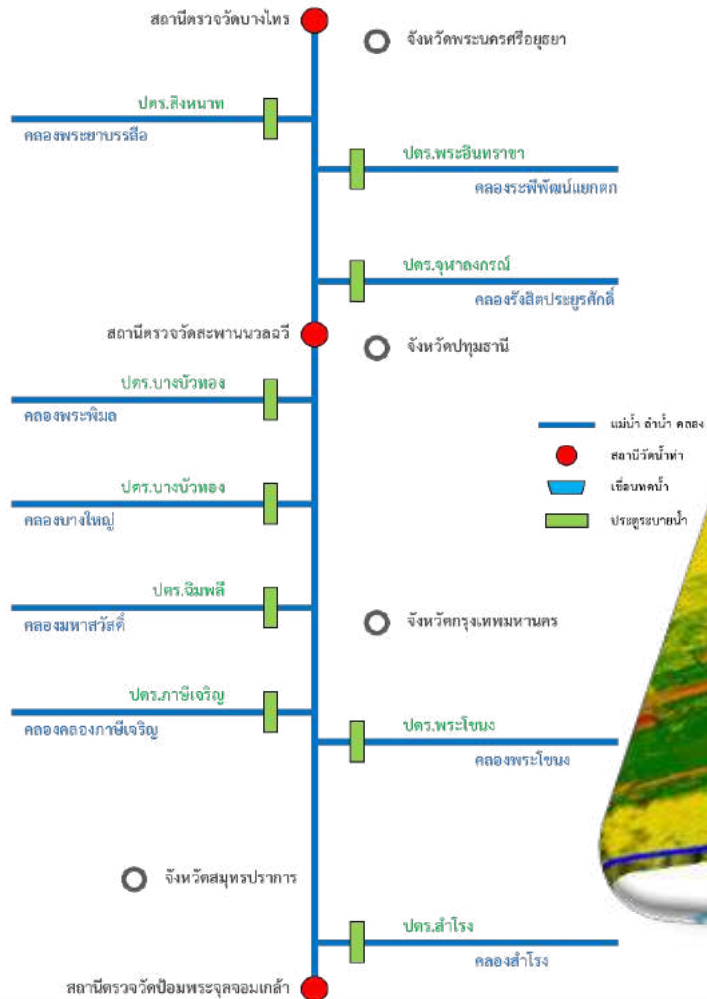 สถานีตรวจวัดบางไทร
จังหวัดพระนครศรีอยุธยา
ปตร.สิงหนาท
คลองพระยาบรรลือ
ปตร.พระอินทราชา
คลองระพีพัฒน์แยกตก
ปตร.จุฬาลงกรณ์
คลองรังสิตประยูรศักดิ์
สถานีตรวจวัดสะพานนวลฉวี
จังหวัดปทุมธานี
ปตร.บางบัวทอง
คลองพระพิมล
แม่น้ำ ลำน้ำ คลอง
สถานีวัดน้ำท่า
เขื่อนทดน้ำ
ประตูระบายน้ำ
ปตร.บางบัวทอง
คลองบางใหญ่
ปตร.ฉิมพลี
คลองมหาสวัสดิ์
จังหวัดกรุงเทพมหานคร
ปตร.ภาษีเจริญ
คลองคลองภาษีเจริญ
ปตร.พระโขนง
คลองพระโขนง
จังหวัดสมุทรปราการ
ปตร.สำโรง
คลองสำโรง
สถานีตรวจวัดป้อมพระจุลจอมเกล้า